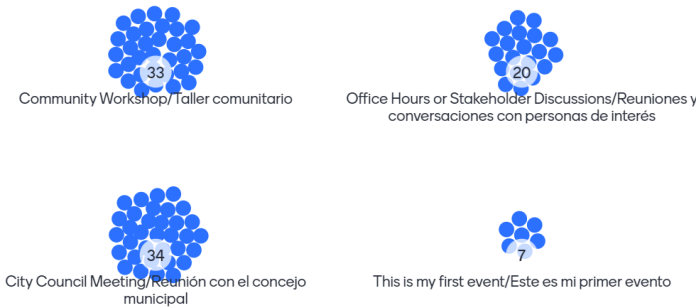 33
Community Workshop/Taller comunitario
20
Office Hours or Stakeholder Discussions/Reuniones y
conversaciones con personas de interés
34
City Council Meeting/Reunión con el concejo
municipal
7
This is my first event/Este es mi primer evento